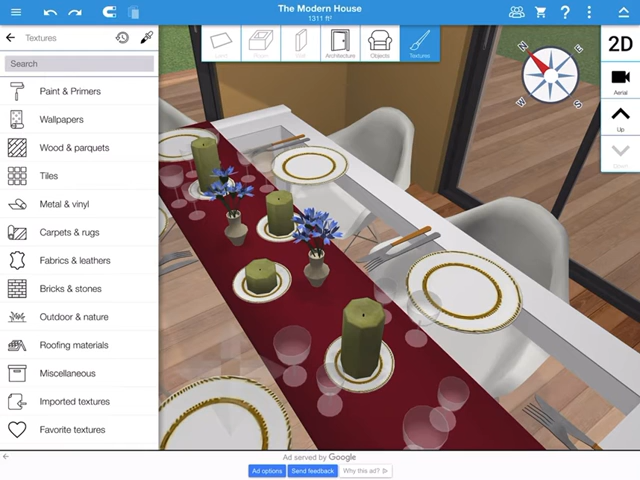 The Modern House
1311 ft²
Textures
Search
Paint & Primers
Wallpapers
Wood & parquets
Tiles
Metal & vinyl
Carpets & rugs
Fabrics & leathers
Bricks & stones
Outdoor & nature
Roofing materials
Miscellaneous
Imported textures
Favorite textures
Architecture
Objects
Textures
N
E
S
W
2D
Aerial
Up
Down
Ad served by Google
Ad options
Send feedback
Why this ad?